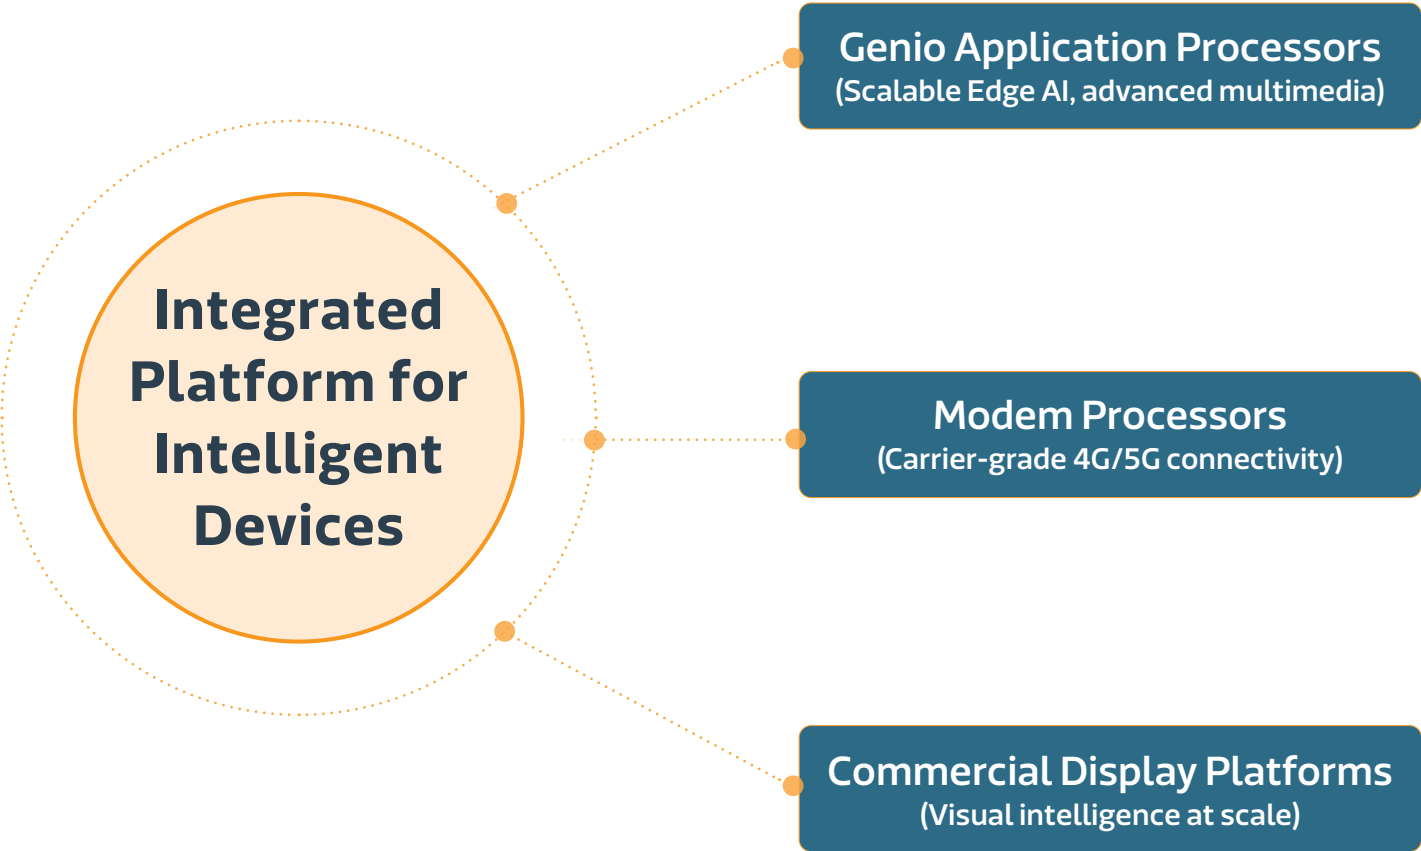 Integrated
Platform for
Intelligent
Devices
Genio Application Processors
(Scalable Edge AI, advanced multimedia)
Modem Processors
(Carrier-grade 4G/5G connectivity)
Commercial Display Platforms
(Visual intelligence at scale)